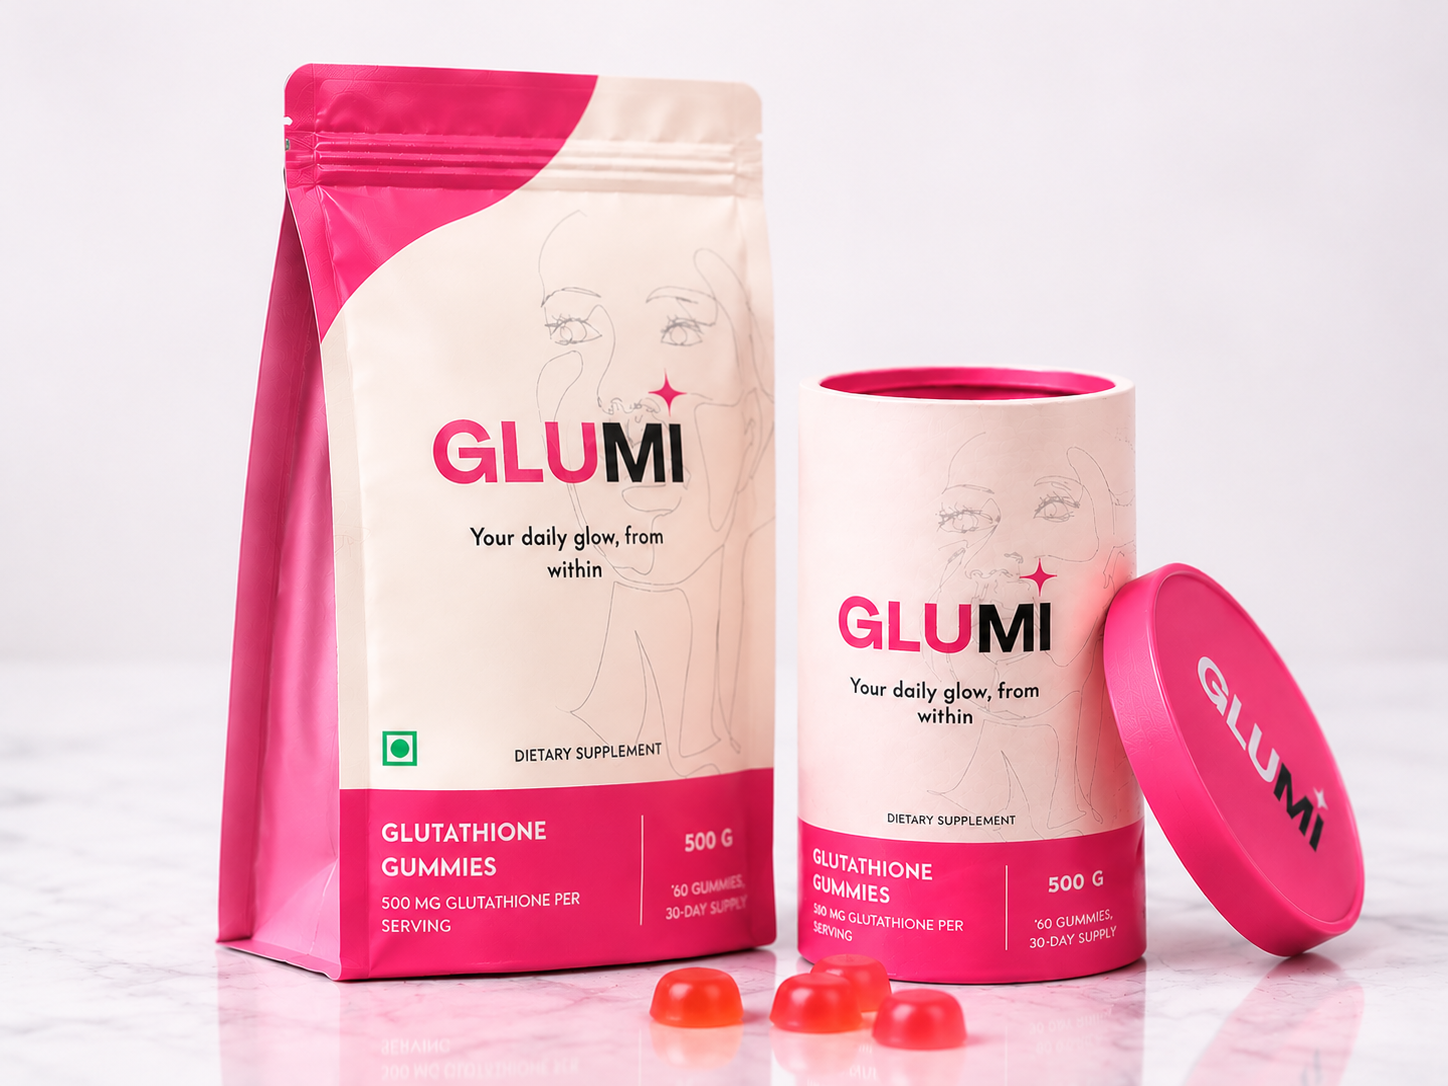 GLUMI
Your daily glow, from
within
DIETARY SUPPLEMENT
GLUTATHIONE
GUMMIES
500 MG GLUTATHIONE PER
SERVING
500 G
*60 GUMMIES,
30-DAY SUPPLY
GLUMI
Your daily glow, from
within
DIETARY SUPPLEMENT
GLUTATHIONE
GUMMIES
500 MG GLUTATHIONE PER
SERVING
500 G
*60 GUMMIES,
30-DAY SUPPLY
GLUMI